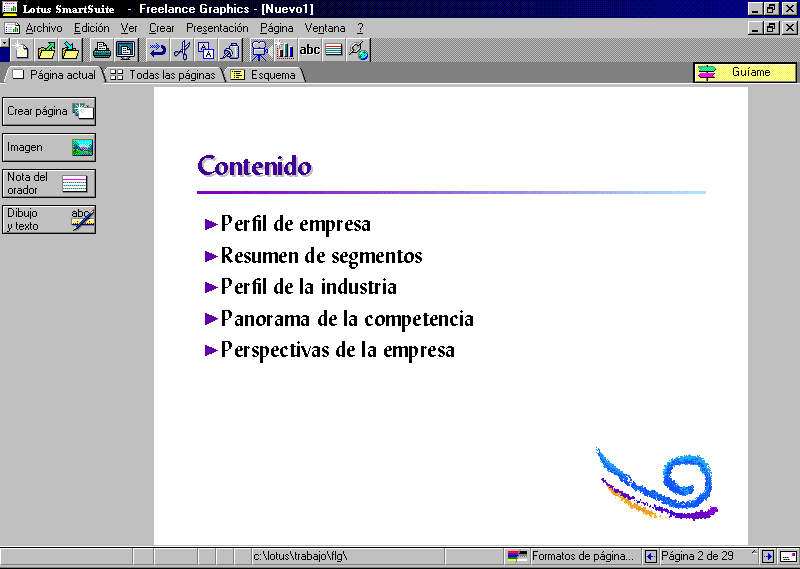 Lotus SmartSuite - Freelance Graphics - [Nuevo1]
Archivo Edición Ver Crear Presentación Página Ventana ?
abc
Página actual Todas las páginas Esquema Guíame
Crear página
Imagen
Nota del
orador
Dibujo abc
y texto
Contenido
Perfil de empresa
Resumen de segmentos
Perfil de la industria
Panorama de la competencia
Perspectivas de la empresa
c:\lotus\trabajo\flg\ Formatos de página... Página 2 de 29